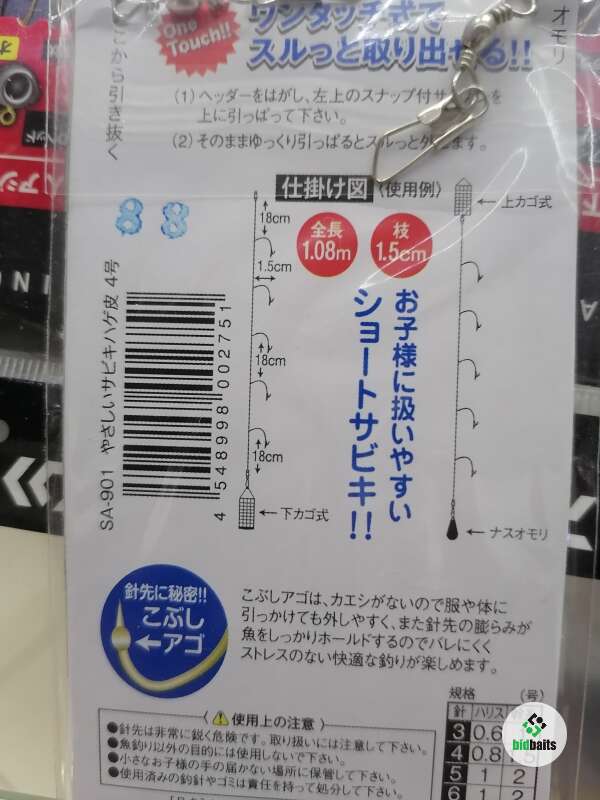 One
Touch!!
ワンタッチ式で
スルっと取り出せる!!
オモリ
ここから引き抜く
(1) ヘッダーをはがし、左上のスナップ付サルカンを
上に引っぱって下さい。
(2) そのままゆっくり引っぱるとスルっと外せます。
仕掛け図
〈使用例〉
88
18cm
全長
1.08m
枝
1.5cm
←上カゴ式
1.5cm
お子様に扱いやすい
ショートサビキ!!
18cm
18cm
SA-901 やさしいサビキハゲ皮 4号
4 548998 002751
←下カゴ式
←ナスオモリ
針先に秘密!!
こぶし
←アゴ
こぶしアゴは、カエシがないので服や体に
引っかけても外しやすく、また針先の膨らみが
魚をしっかりホールドするのでバレにくく
ストレスのない快適な釣りが楽しめます。
規格 (号)
針 ハリス
3 0.6
4 0.8
5 1 2
6 1 2
〈⚠使用上の注意〉
●針先は非常に鋭く危険です。取り扱いには注意して下さい。
●魚釣り以外の目的には使用しないで下さい。
●小さなお子様の手の届かない場所に保管して下さい。
●使用済みの釣針やゴミは責任を持って処分して下さい。
bidbaits